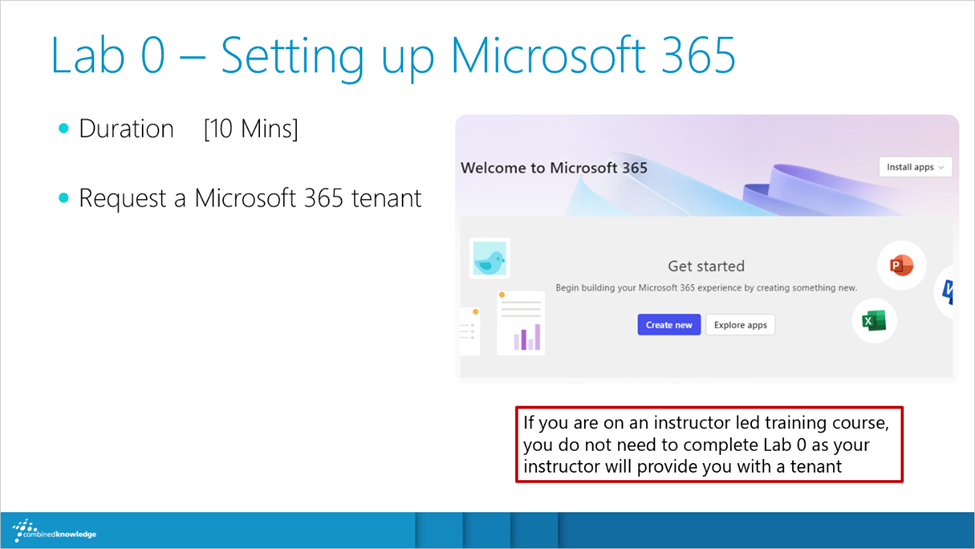 Lab 0 – Setting up Microsoft 365
Duration [10 Mins]
Request a Microsoft 365 tenant
Welcome to Microsoft 365
Install apps
Get started
Begin building your Microsoft 365 experience by creating something new.
Create new
Explore apps
P
W
X
If you are on an instructor led training course,
you do not need to complete Lab 0 as your
instructor will provide you with a tenant
combinedknowledge